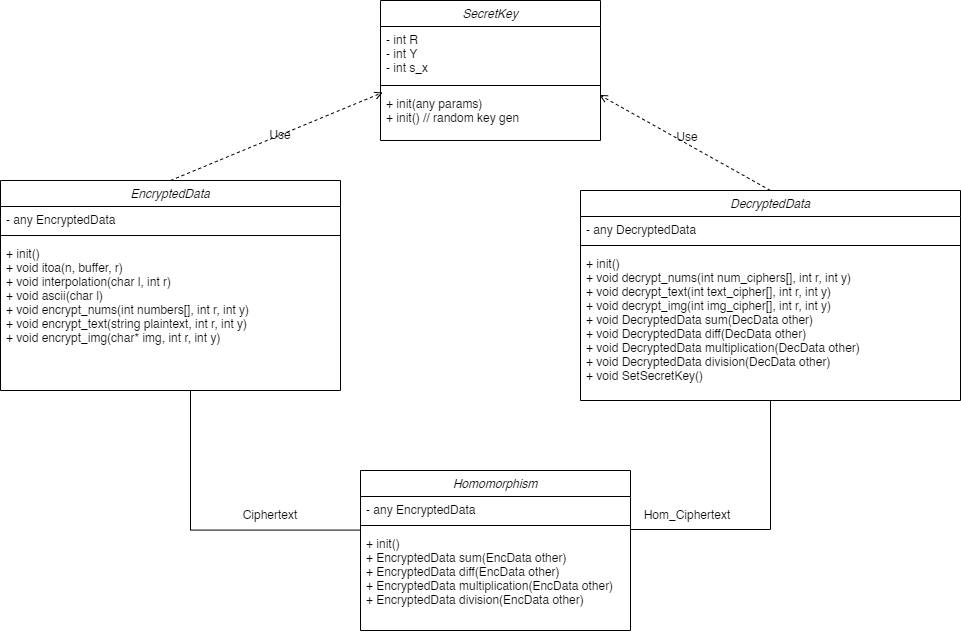 SecretKey
- int R
- int Y
- int s_x
+ init(any params)
+ init() // random key gen
Use
Use
EncryptedData
- any EncryptedData
+ init()
+ void itoa(n, buffer, r)
+ void interpolation(char l, int r)
+ void ascii(char l)
+ void encrypt_nums(int numbers[], int r, int y)
+ void encrypt_text(string plaintext, int r, int y)
+ void encrypt_img(char* img, int r, int y)
DecryptedData
- any DecryptedData
+ init()
+ void decrypt_nums(int num_ciphers[], int r, int y)
+ void decrypt_text(int text_cipher[], int r, int y)
+ void decrypt_img(int img_cipher[], int r, int y)
+ void DecryptedData sum(DecData other)
+ void DecryptedData diff(DecData other)
+ void DecryptedData multiplication(DecData other)
+ void DecryptedData division(DecData other)
+ void SetSecretKey()
Ciphertext
Homomorphism
- any EncryptedData
+ init()
+ EncryptedData sum(EncData other)
+ EncryptedData diff(EncData other)
+ EncryptedData multiplication(EncData other)
+ EncryptedData division(EncData other)
Hom_Ciphertext